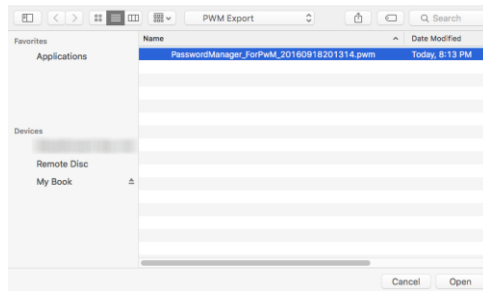 PWM Export
Search
Favorites
Name
Date Modified
Applications
PasswordManager_ForPwM_20160918201314.pwm
Today, 8:13 PM
Devices
Remote Disc
My Book
Cancel
Open